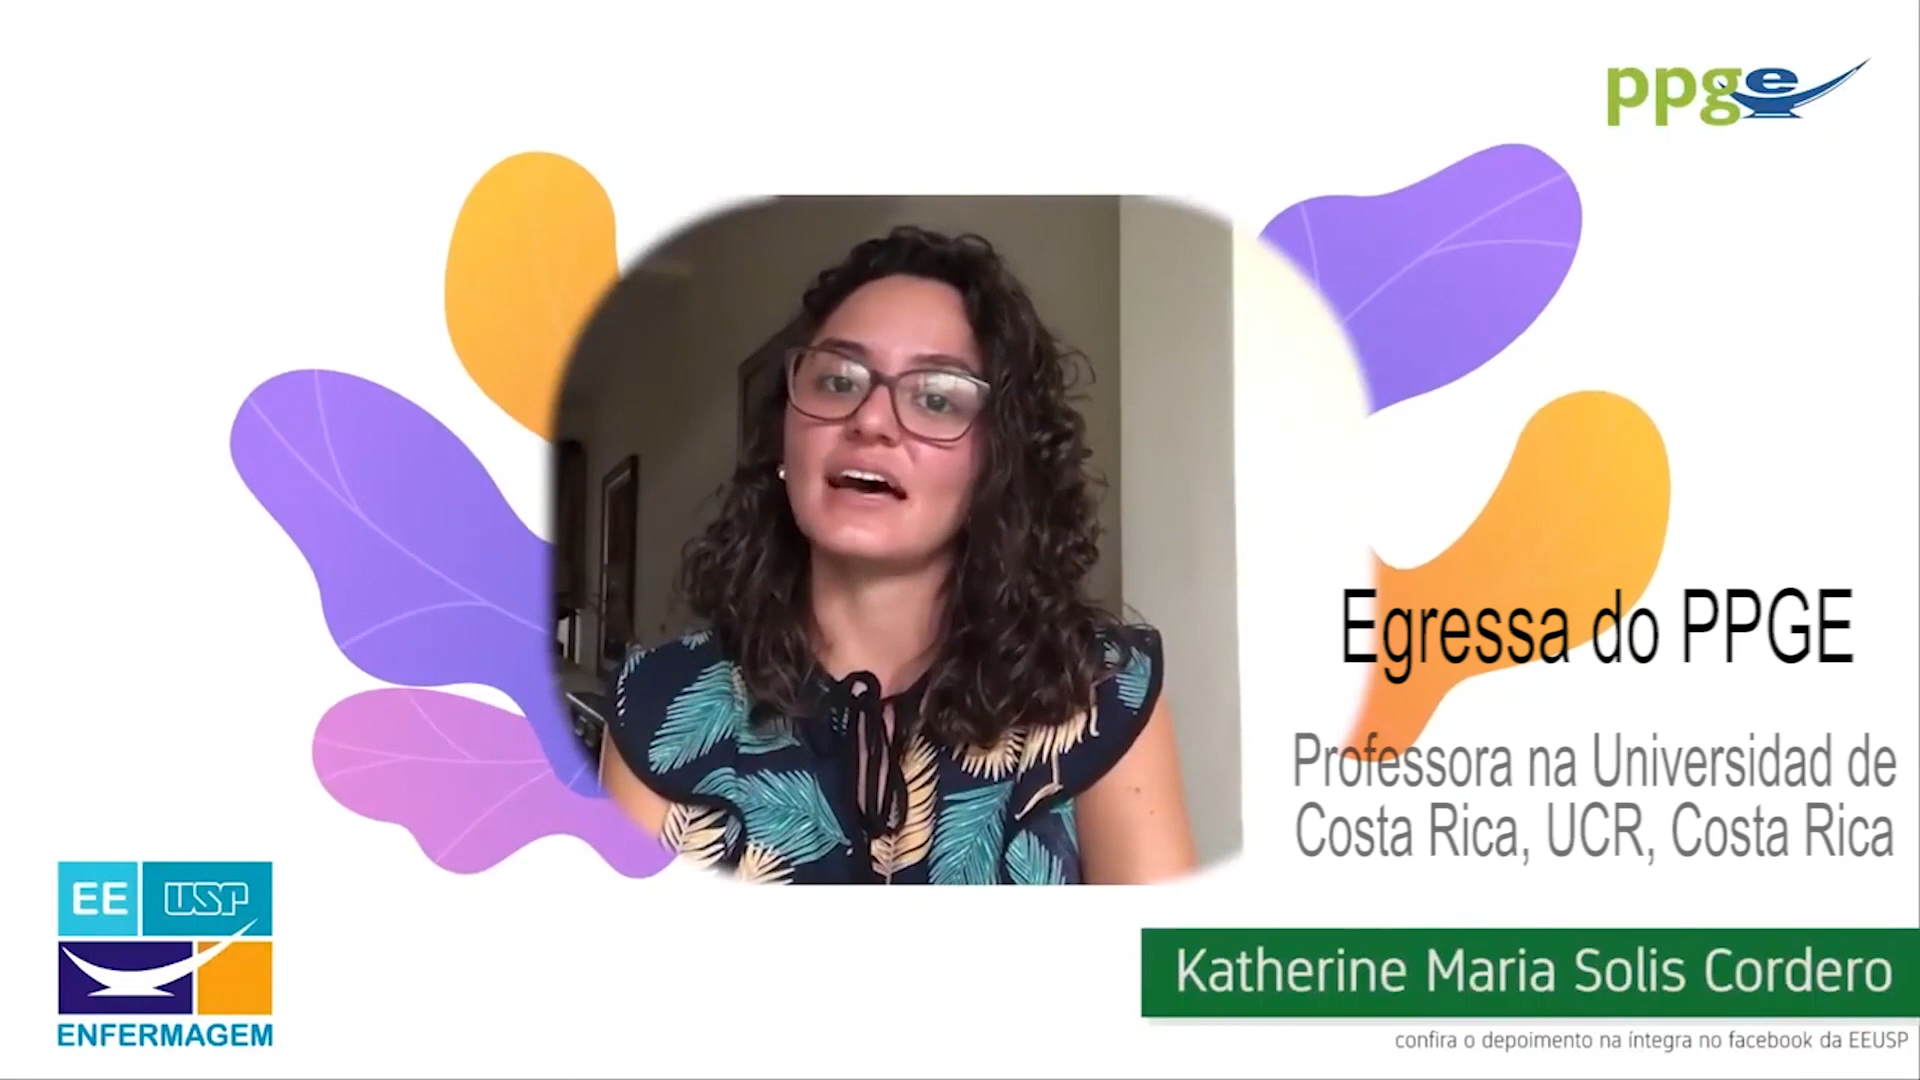 ppge
Egressa do PPGE
Professora na Universidad de
Costa Rica, UCR, Costa Rica
EE USP
ENFERMAGEM
Katherine Maria Solis Cordero
confira o depoimento na íntegra no facebook da EEUSP